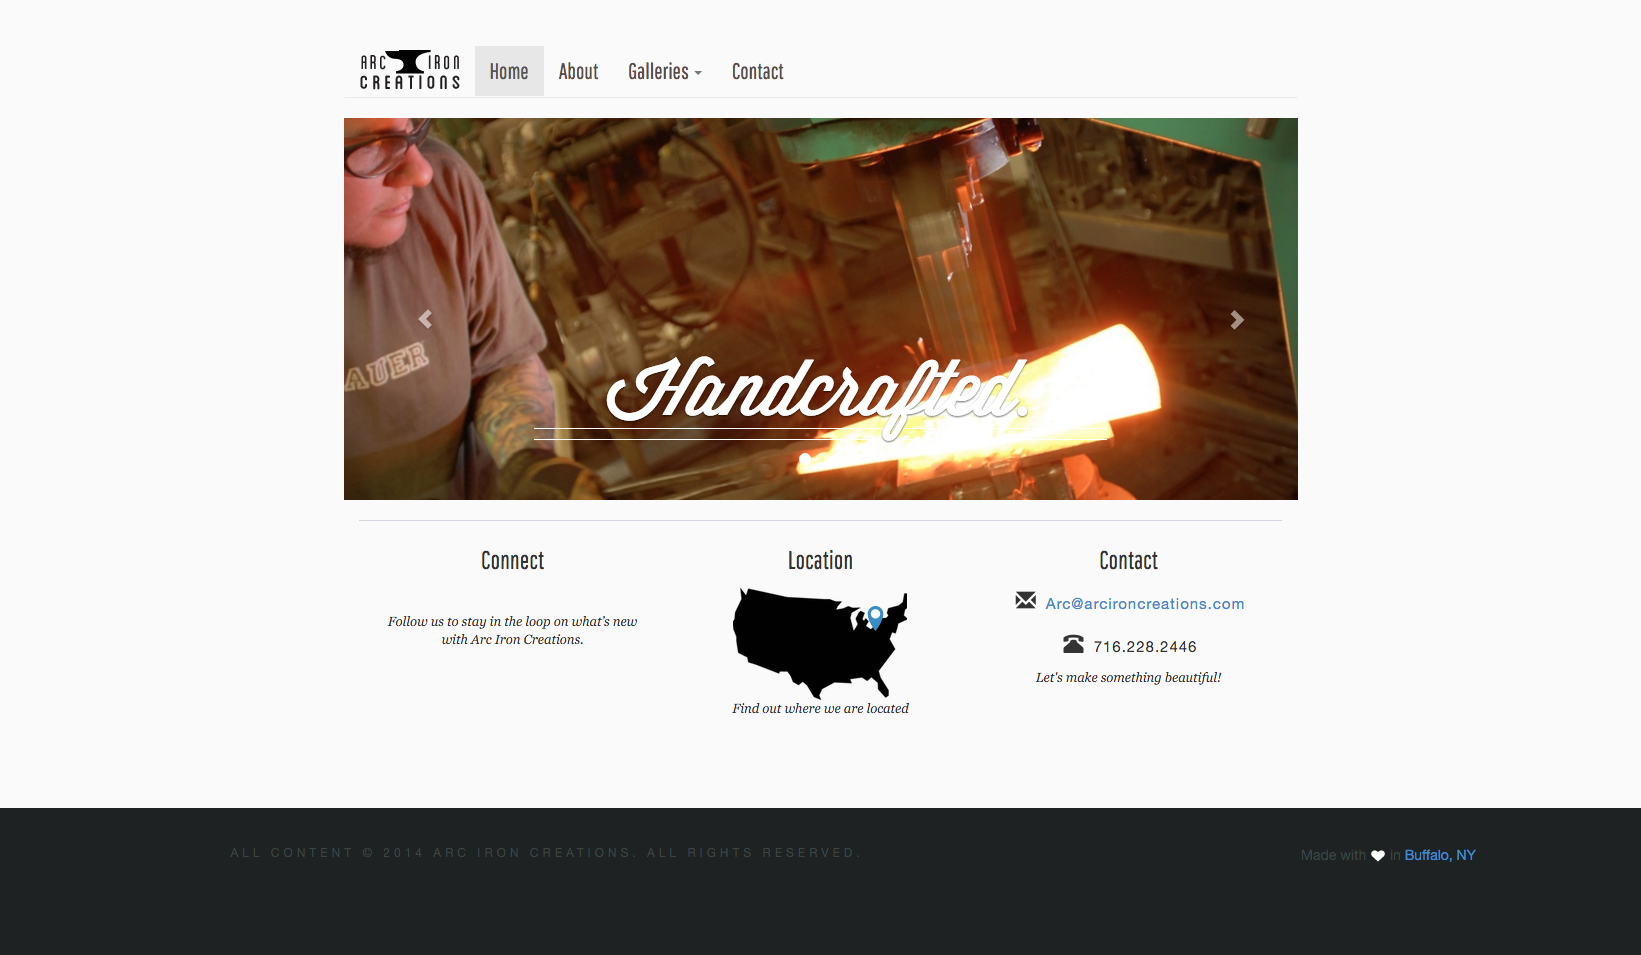 ARC IRON
CREATIONS
Home
About
Galleries
Contact
AUER
Handcrafted.
Connect
Follow us to stay in the loop on what's new
with Arc Iron Creations.
Location
Find out where we are located
Contact
Arc@arcironcreations.com
716.228.2446
Let's make something beautiful!
ALL CONTENT © 2014 ARC IRON CREATIONS. ALL RIGHTS RESERVED.
Made with ♥ in Buffalo, NY